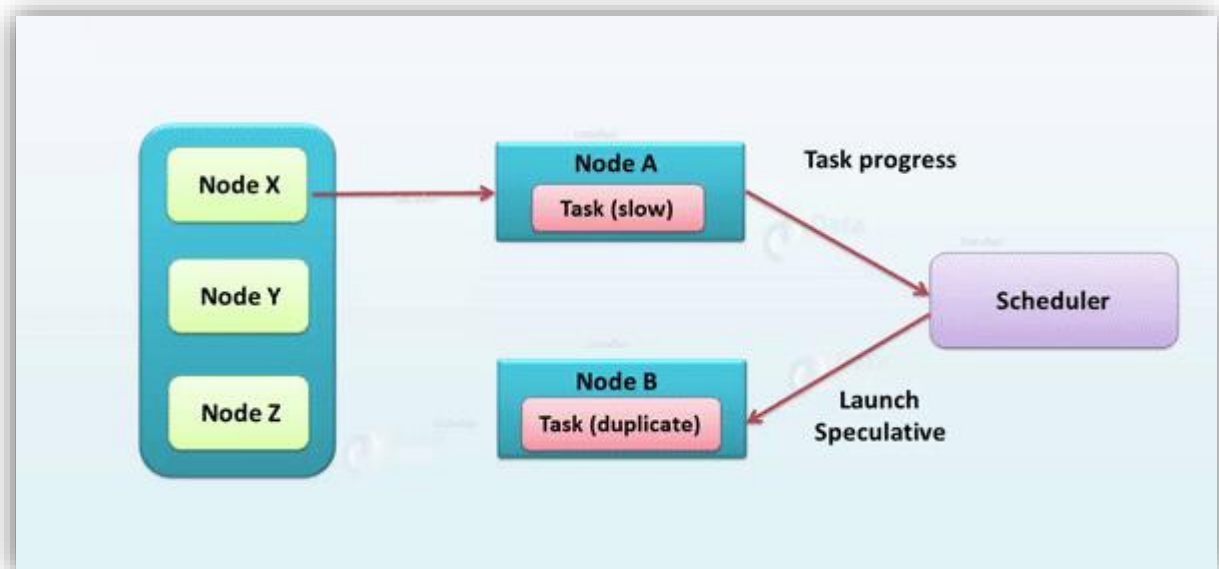 Node X
Node Y
Node Z
Node A
Task (slow)
Node B
Task (duplicate)
Task progress
Scheduler
Launch
Speculative